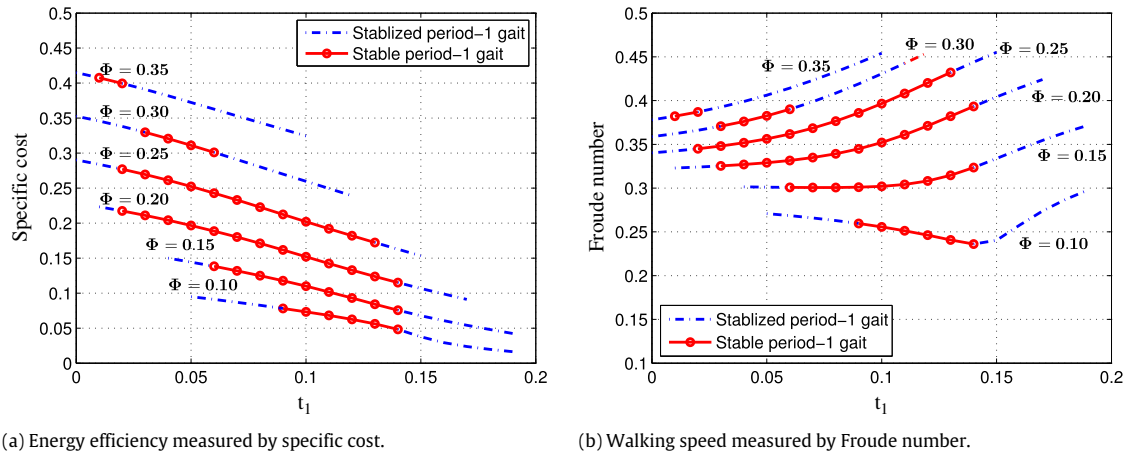 0.5
0.45
0.4
0.35
0.3
0.25
0.2
0.15
0.1
0.05
0
0
0.05
0.1
0.15
0.2
Specific cost
t1
Stablized period−1 gait
Stable period−1 gait
Φ = 0.35
Φ = 0.30
Φ = 0.25
Φ = 0.20
Φ = 0.15
Φ = 0.10
(a) Energy efficiency measured by specific cost.
0.5
0.45
0.4
0.35
0.3
0.25
0.2
0.15
0.1
0
0.05
0.1
0.15
0.2
Froude number
t1
Φ = 0.35
Φ = 0.30
Φ = 0.25
Φ = 0.20
Φ = 0.15
Φ = 0.10
Stablized period−1 gait
Stable period−1 gait
(b) Walking speed measured by Froude number.